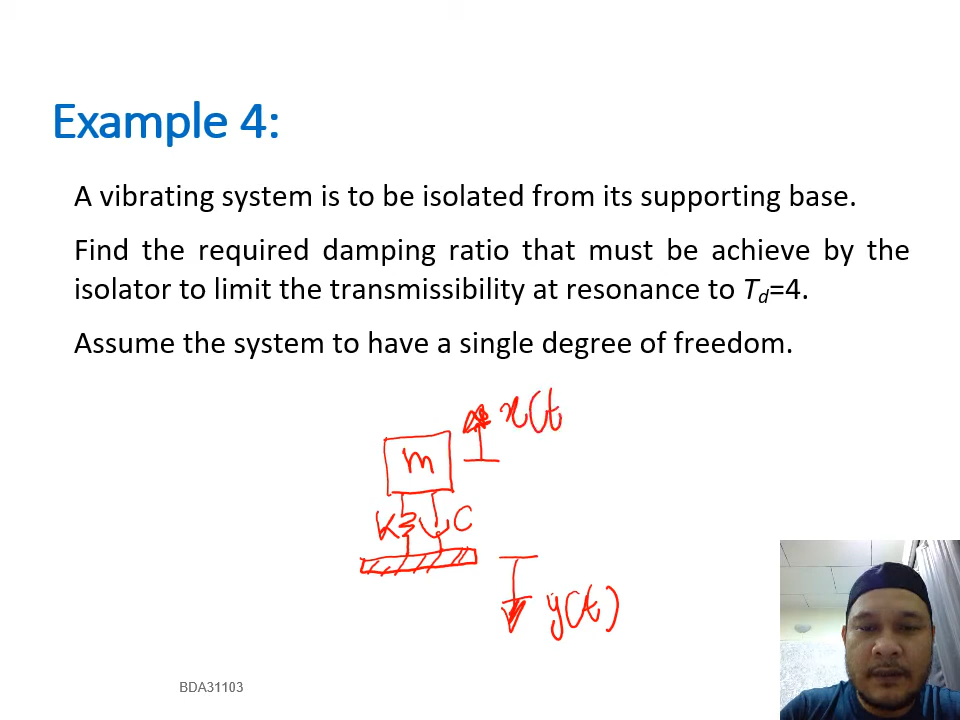 Example 4:
A vibrating system is to be isolated from its supporting base.
Find the required damping ratio that must be achieve by the
isolator to limit the transmissibility at resonance to Td=4.
Assume the system to have a single degree of freedom.
x(t
m
K C
y(t)
BDA31103